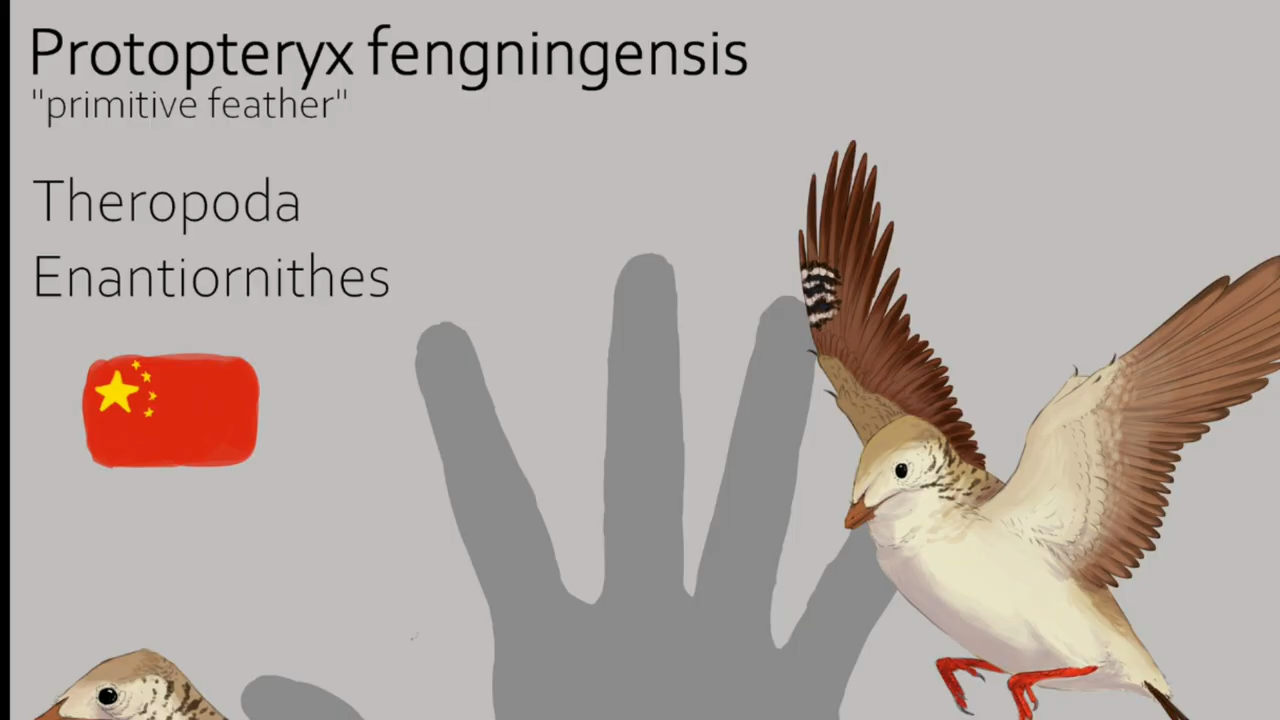 Protopteryx fengningensis
"primitive feather"
Theropoda
Enantiornithes